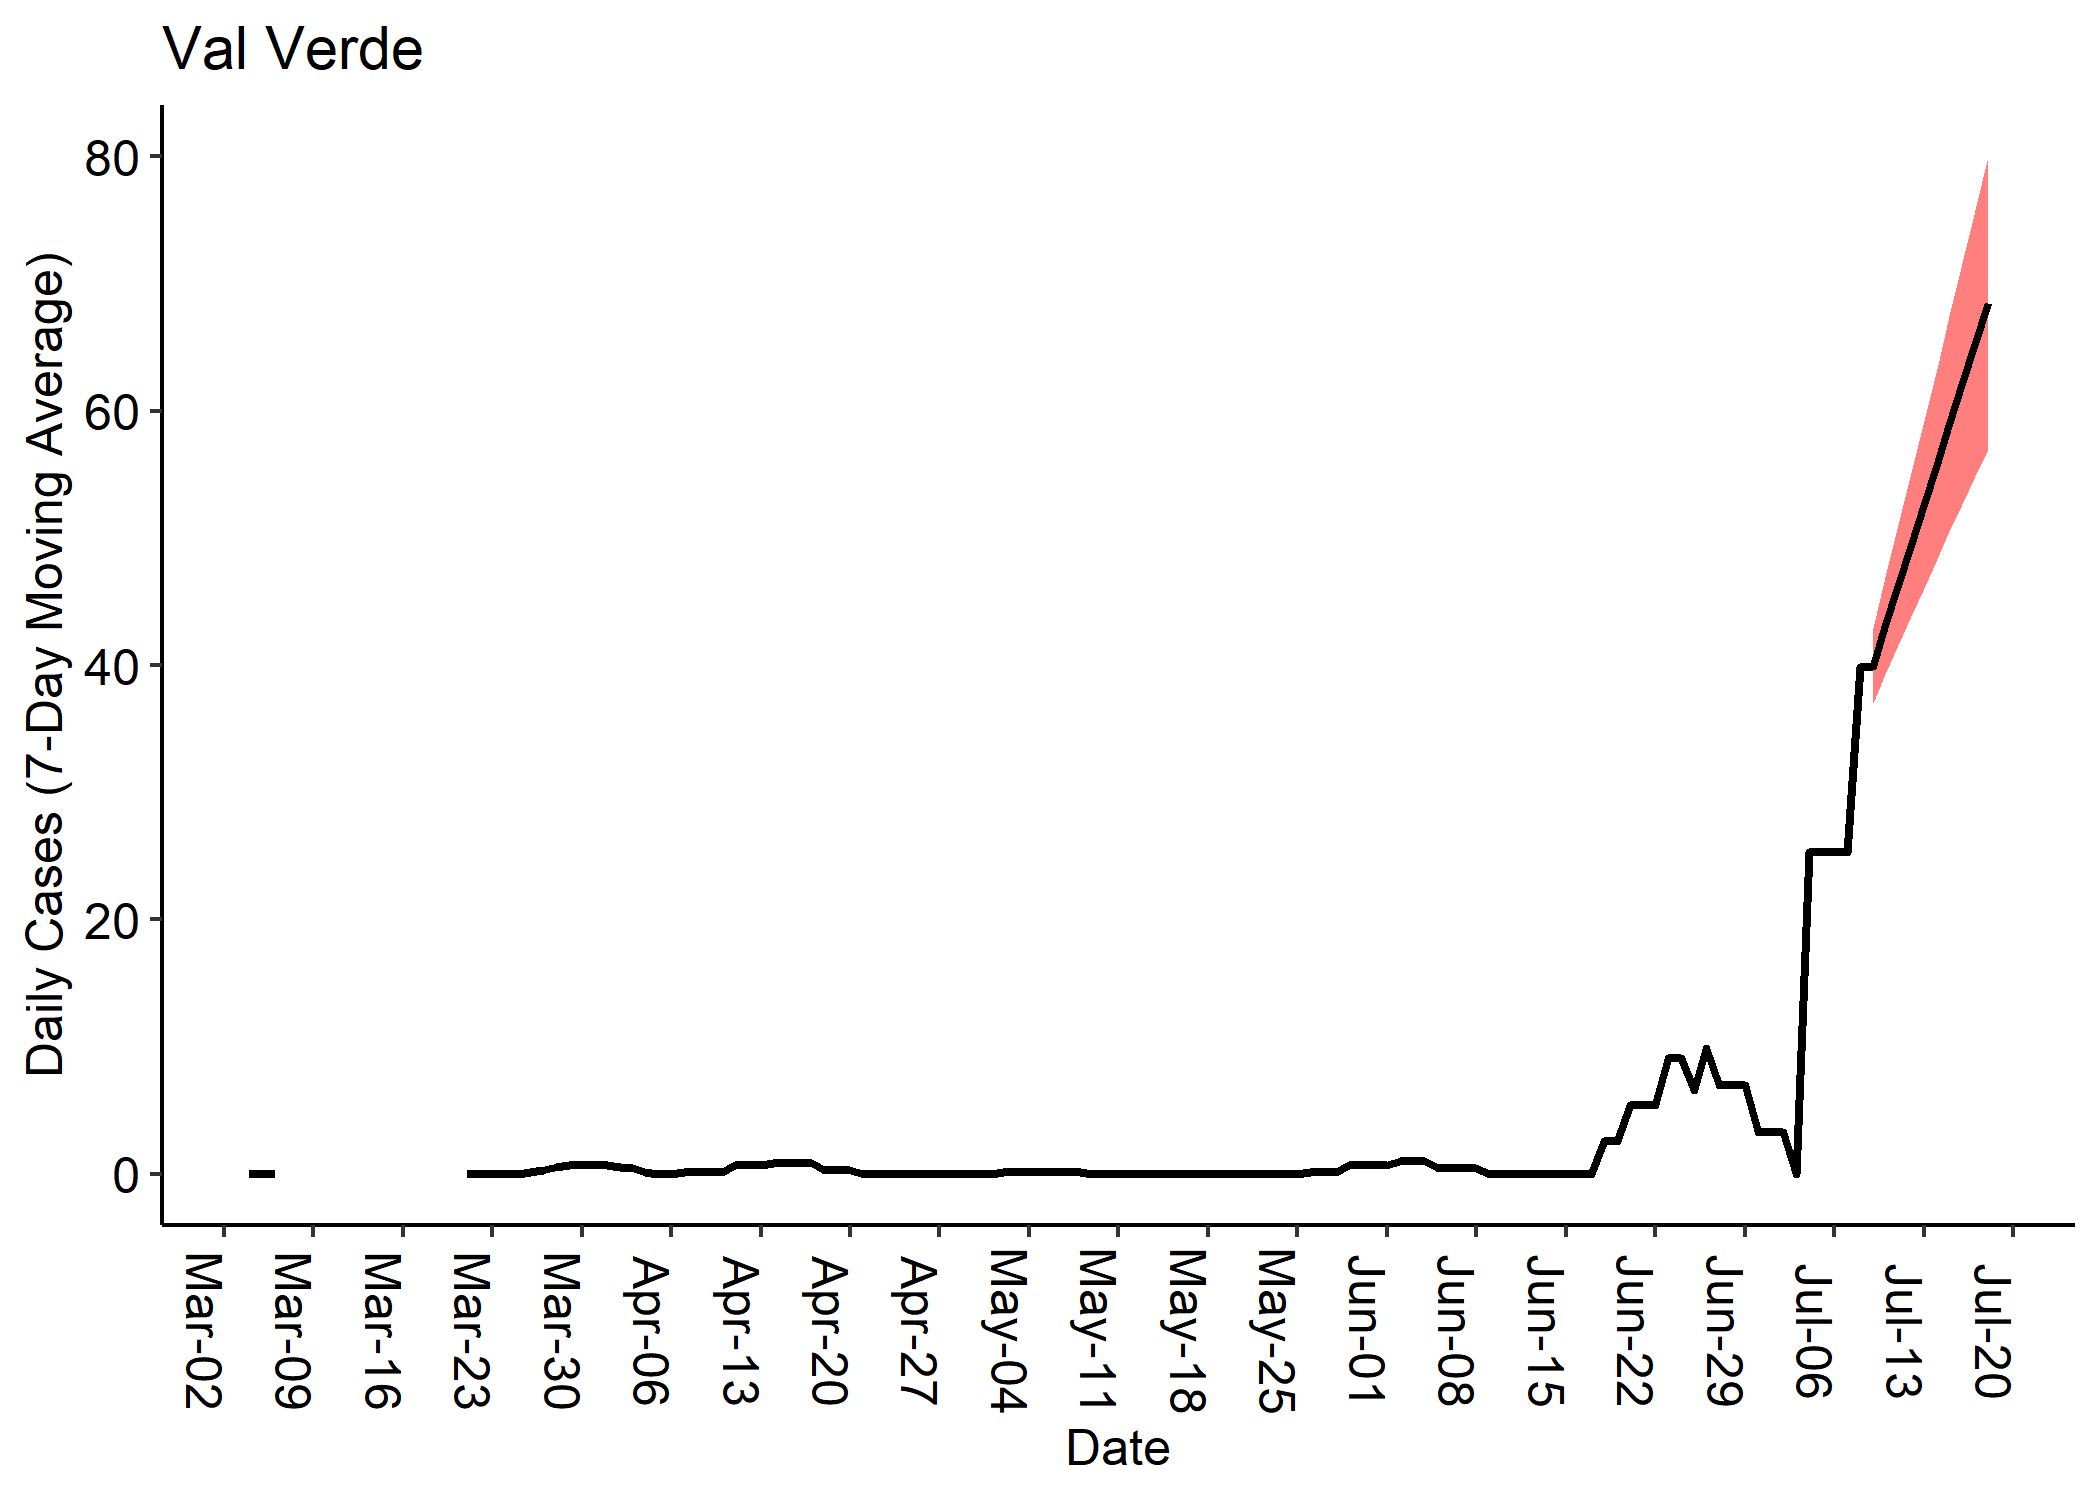 Val Verde
Daily Cases (7-Day Moving Average)
80
60
40
20
0
Mar-02
Mar-09
Mar-16
Mar-23
Mar-30
Apr-06
Apr-13
Apr-20
Apr-27
May-04
May-11
May-18
May-25
Jun-01
Jun-08
Jun-15
Jun-22
Jun-29
Jul-06
Jul-13
Jul-20
Date